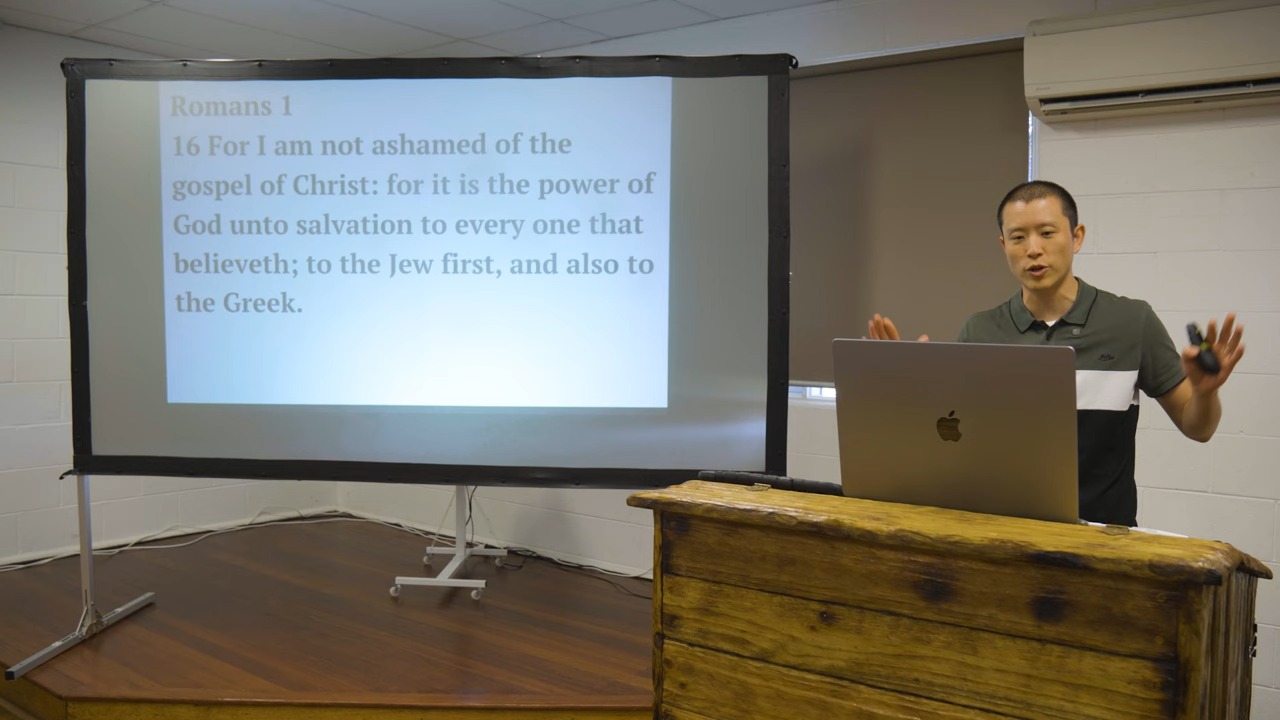 Romans 1
16 For I am not ashamed of the
gospel of Christ: for it is the power of
God unto salvation to every one that
believeth; to the Jew first, and also to
the Greek.